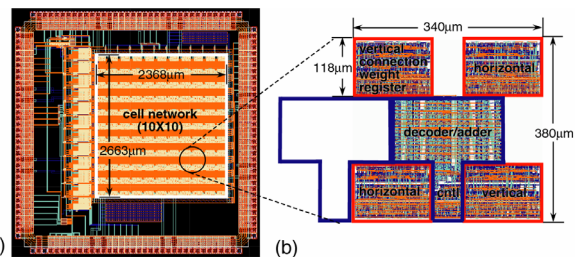 2368μm
cell network
(10X10)
2663μm
)
340μm
118μm
vertical
connection
weight
register
horizontal
decoder/adder
380μm
horizontal
cntl
vertical
(b)